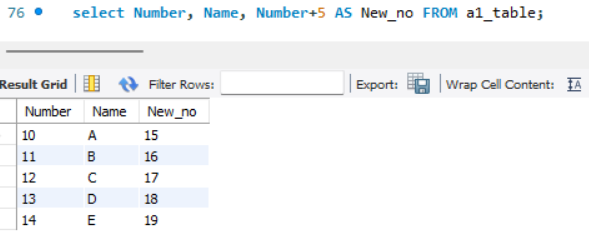 76 select Number, Name, Number+5 AS New_no FROM a1_table;
Result Grid Filter Rows: Export: Wrap Cell Content: IA
Number Name New_no
10 A 15
11 B 16
12 C 17
13 D 18
14 E 19